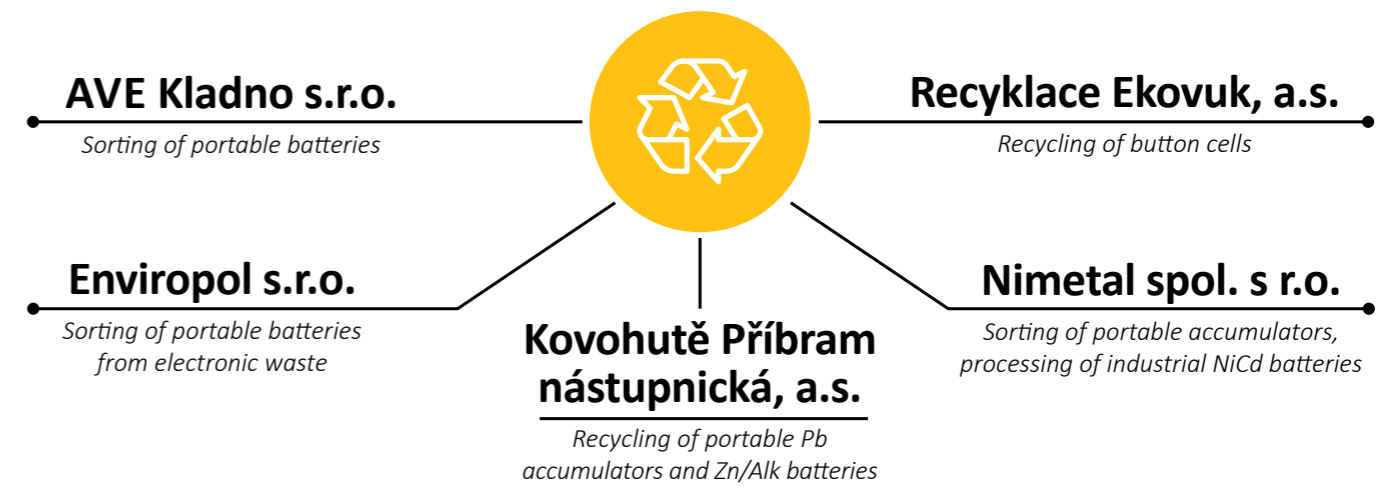 AVE Kladno s.r.o.
Sorting of portable batteries
Recyklace Ekovuk, a.s.
Recycling of button cells
Enviropol s.r.o.
Sorting of portable batteries
from electronic waste
Kovohutě Příbram
nástupnická, a.s.
Recycling of portable Pb
accumulators and Zn/Alk batteries
Nimetal spol. s r.o.
Sorting of portable accumulators,
processing of industrial NiCd batteries